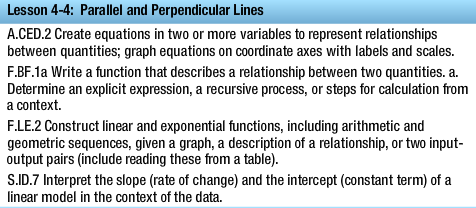 Lesson 4-4: Parallel and Perpendicular Lines
A.CED.2 Create equations in two or more variables to represent relationships
between quantities; graph equations on coordinate axes with labels and scales.
F.BF.1a Write a function that describes a relationship between two quantities. a.
Determine an explicit expression, a recursive process, or steps for calculation from
a context.
F.LE.2 Construct linear and exponential functions, including arithmetic and
geometric sequences, given a graph, a description of a relationship, or two input-
output pairs (include reading these from a table).
S.ID.7 Interpret the slope (rate of change) and the intercept (constant term) of a
linear model in the context of the data.